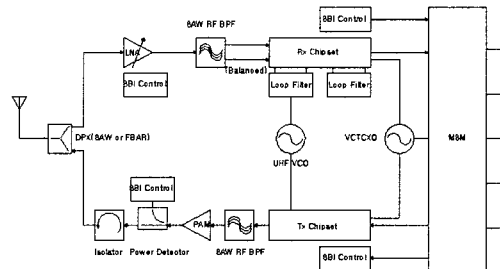 SBI Control
SAW RF BPF
LNA
Rx Chipset
(Balanced)
SBI Control
Loop Filter
Loop Filter
MSM
DPX(SAW or FBAR)
UHF VCO
VCTCXO
SBI Control
PAM
Tx Chipset
Isolator
Power Detector
SAW RF BPF
SBI Control